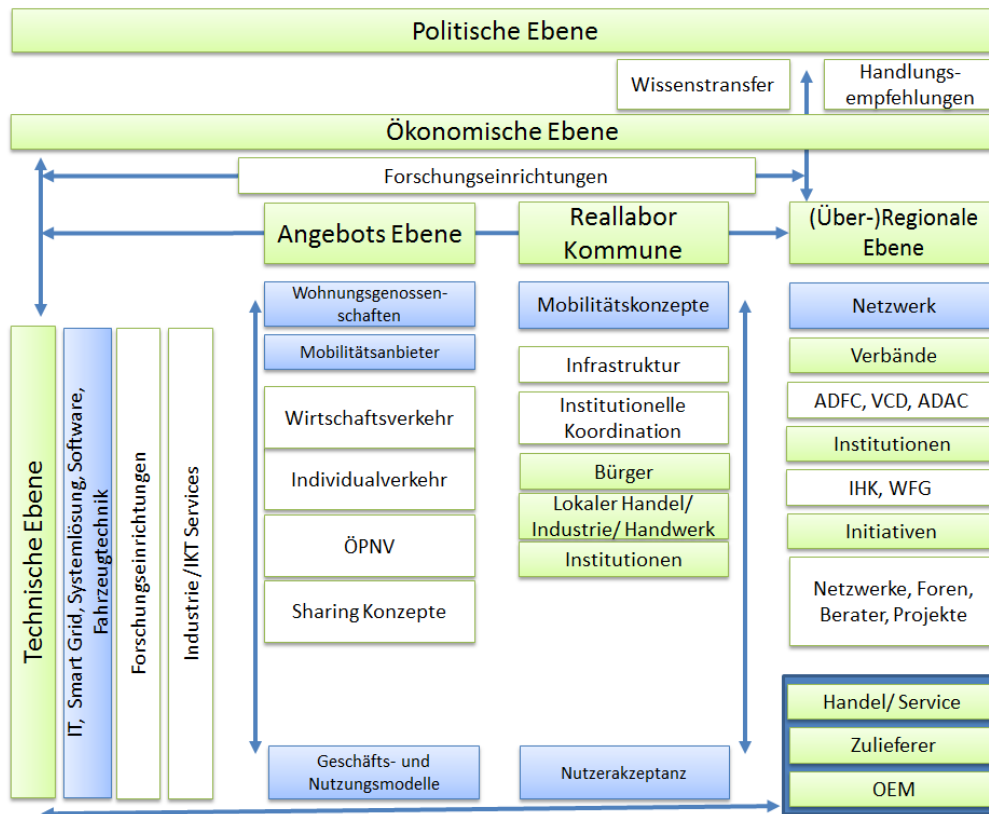 Politische Ebene
Wissenstransfer
Handlungs-
empfehlungen
Ökonomische Ebene
Forschungseinrichtungen
Angebots Ebene
Reallabor
Kommune
(Über-)Regionale
Ebene
Technische Ebene
IT, Smart Grid, Systemlösung, Software,
Fahrzeugtechnik
Forschungseinrichtungen
Industrie /IKT Services
Wohnungsgenossen-
schaften
Mobilitätsanbieter
Wirtschaftsverkehr
Individualverkehr
ÖPNV
Sharing Konzepte
Geschäfts- und
Nutzungsmodelle
Mobilitätskonzepte
Infrastruktur
Institutionelle
Koordination
Bürger
Lokaler Handel/
Industrie/ Handwerk
Institutionen
Nutzerakzeptanz
Netzwerk
Verbände
ADFC, VCD, ADAC
Institutionen
IHK, WFG
Initiativen
Netzwerke, Foren,
Berater, Projekte
Handel/ Service
Zulieferer
OEM